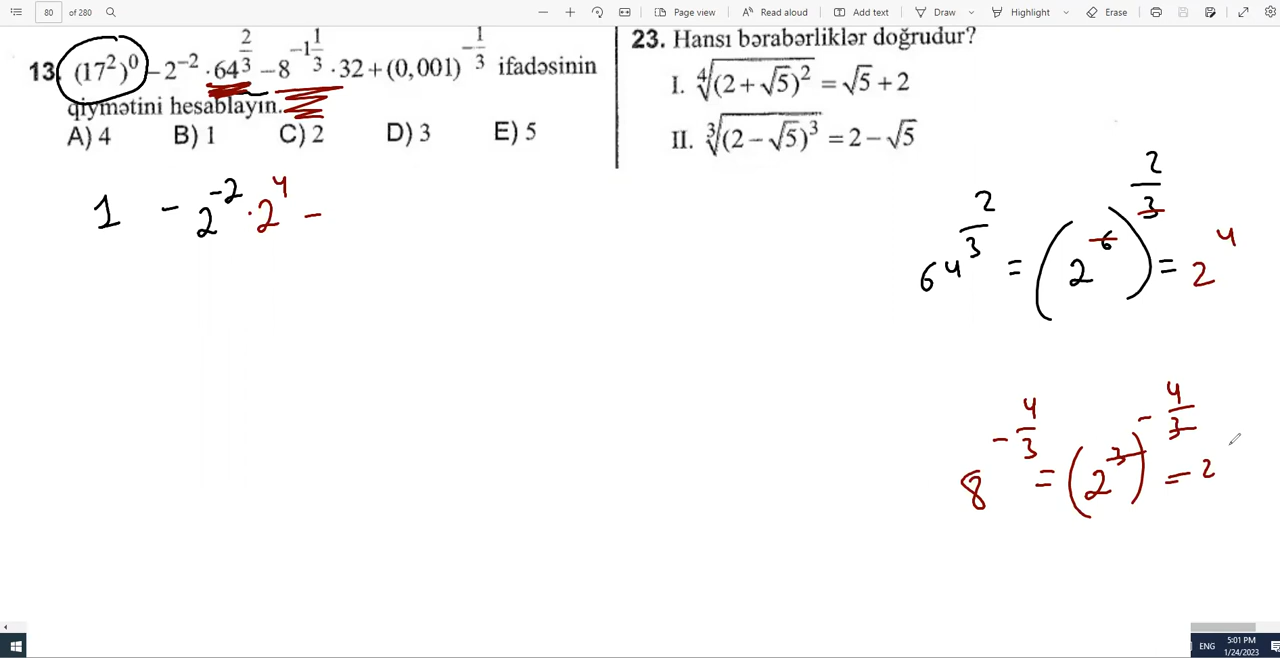 80 of 280 Page view Read aloud Add text Draw Highlight Erase
13. (17²)⁰ − 2⁻² · 64^(2/3) − 8^(−1 1/3) · 32 + (0,001)^(−1/3) ifadəsinin
qiymətini hesablayın.
A) 4 B) 1 C) 2 D) 3 E) 5
23. Hansı bərabərliklər doğrudur?
I. ⁴√(2 + √5)² = √5 + 2
II. ³√(2 − √5)³ = 2 − √5
1 − 2⁻² · 2⁴ −
64^(2/3) = (2⁶)^(2/3) = 2⁴
8^(−4/3) = (2³)^(−4/3) = 2
ENG 5:01 PM
1/24/2023